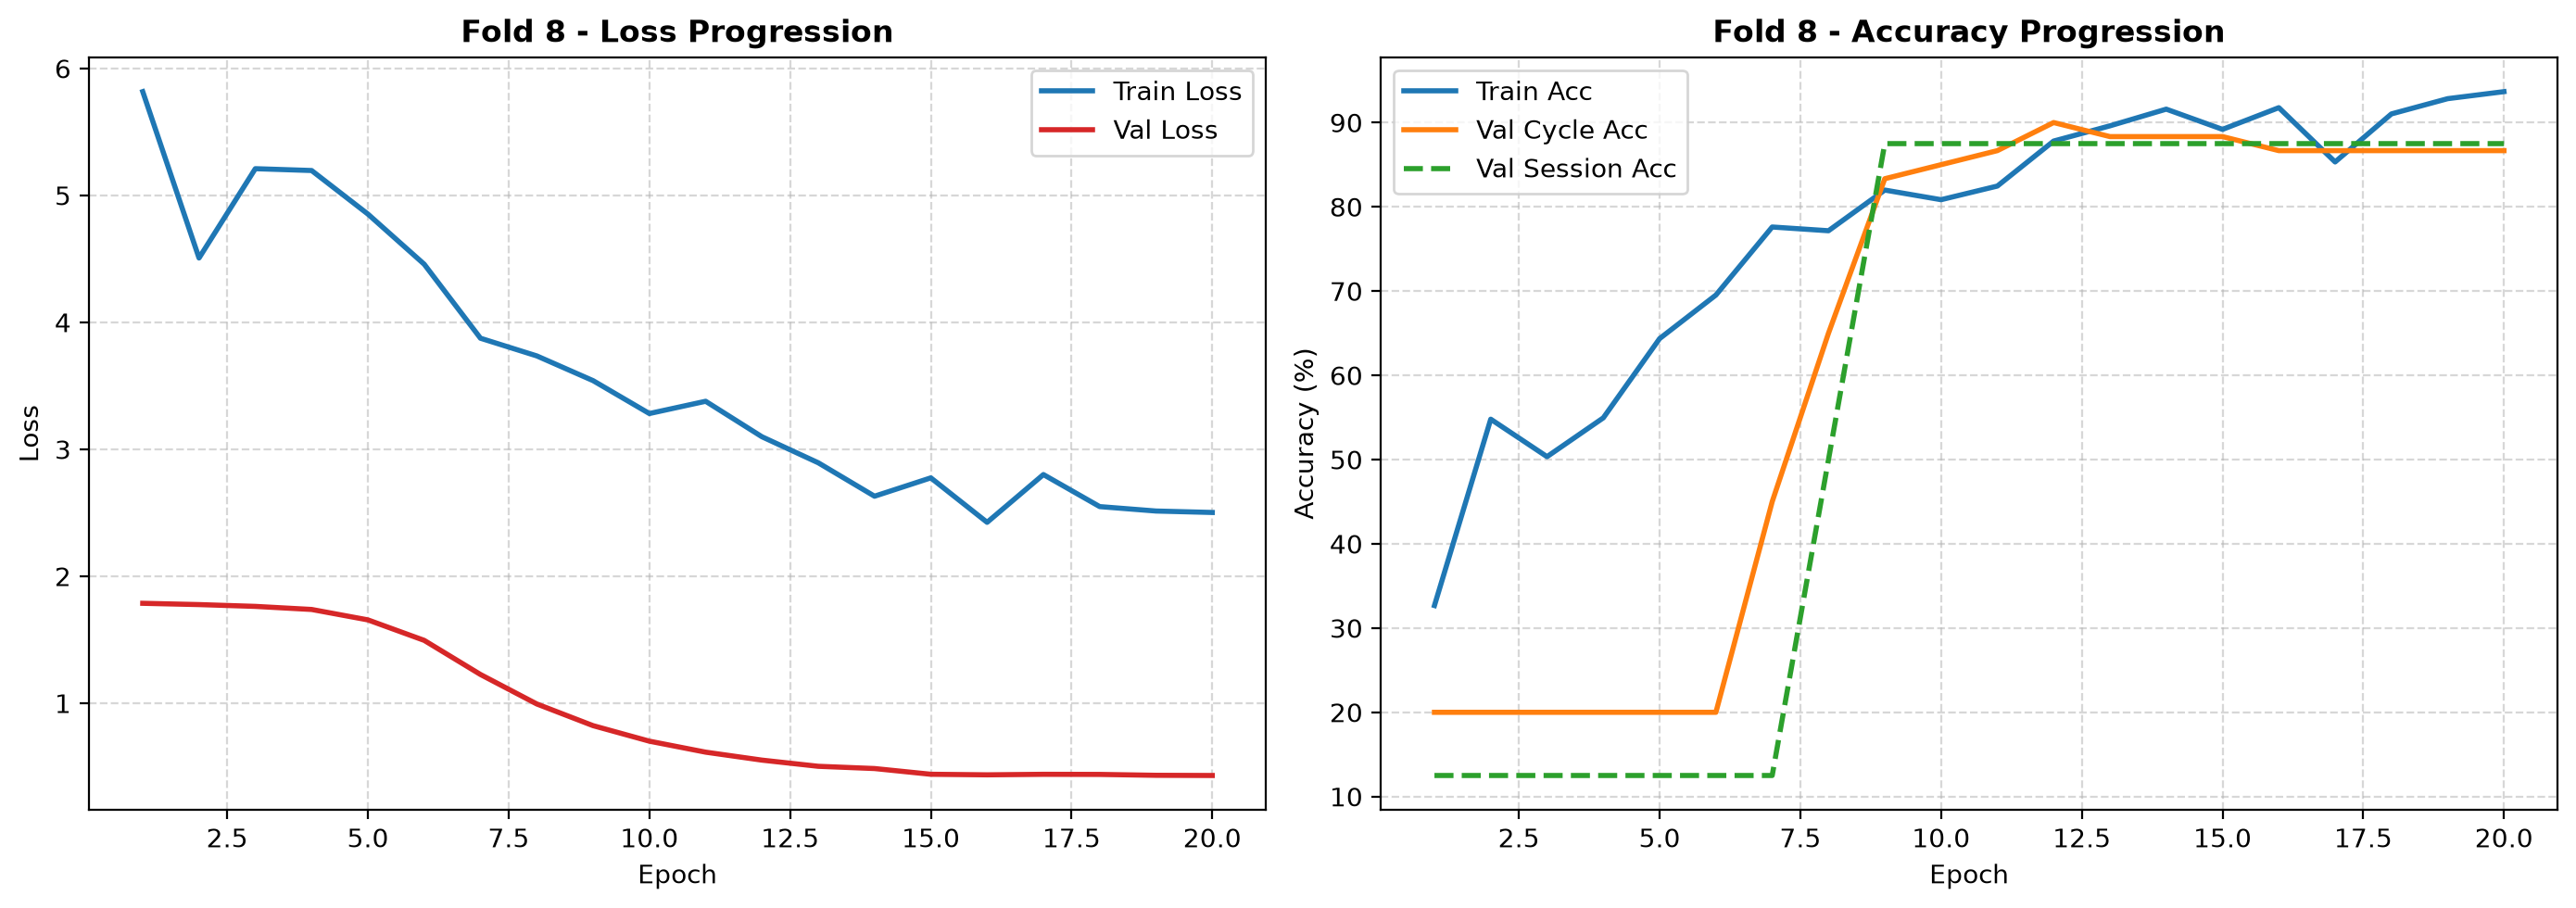 Fold 8 - Loss Progression
6
5
4
3
2
1
Loss
Train Loss
Val Loss
2.5 5.0 7.5 10.0 12.5 15.0 17.5 20.0
Epoch
Fold 8 - Accuracy Progression
90
80
70
60
50
40
30
20
10
Accuracy (%)
Train Acc
Val Cycle Acc
Val Session Acc
2.5 5.0 7.5 10.0 12.5 15.0 17.5 20.0
Epoch